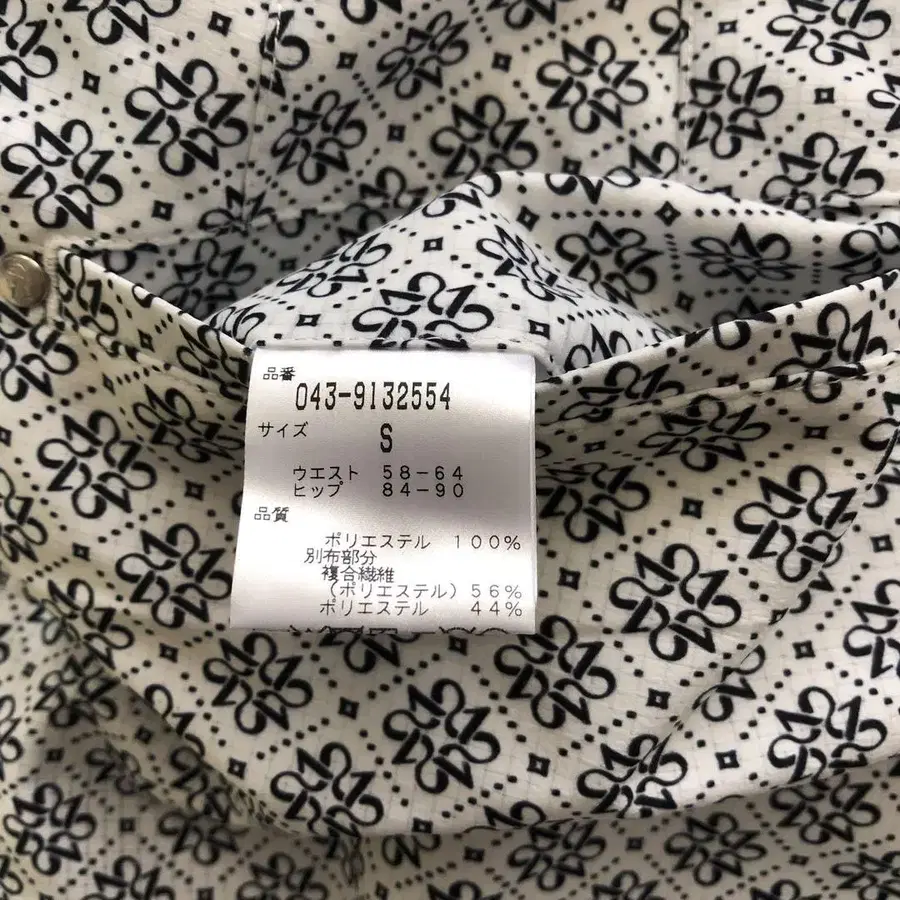 品番
043-9132554
サイズ
S
ウエスト 58-64
ヒップ 84-90
品質
ポリエステル 100%
別布部分
複合繊維
(ポリエステル)56%
ポリエステル 44%